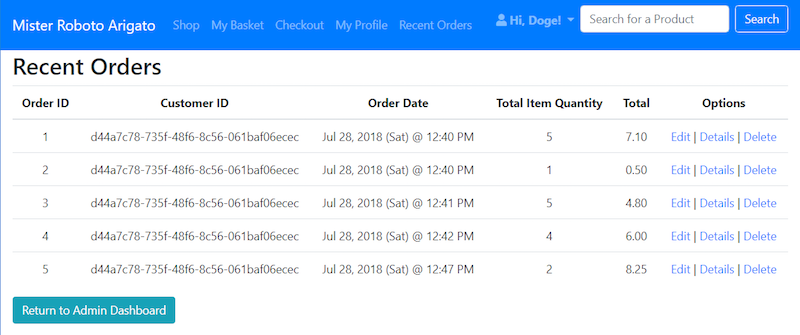 Mister Roboto Arigato Shop My Basket Checkout My Profile Recent Orders Hi, Doge! Search for a Product Search
Recent Orders
Order ID Customer ID Order Date Total Item Quantity Total Options
1 d44a7c78-735f-48f6-8c56-061baf06ecec Jul 28, 2018 (Sat) @ 12:40 PM 5 7.10 Edit | Details | Delete
2 d44a7c78-735f-48f6-8c56-061baf06ecec Jul 28, 2018 (Sat) @ 12:40 PM 1 0.50 Edit | Details | Delete
3 d44a7c78-735f-48f6-8c56-061baf06ecec Jul 28, 2018 (Sat) @ 12:41 PM 5 4.80 Edit | Details | Delete
4 d44a7c78-735f-48f6-8c56-061baf06ecec Jul 28, 2018 (Sat) @ 12:42 PM 4 6.00 Edit | Details | Delete
5 d44a7c78-735f-48f6-8c56-061baf06ecec Jul 28, 2018 (Sat) @ 12:47 PM 2 8.25 Edit | Details | Delete
Return to Admin Dashboard